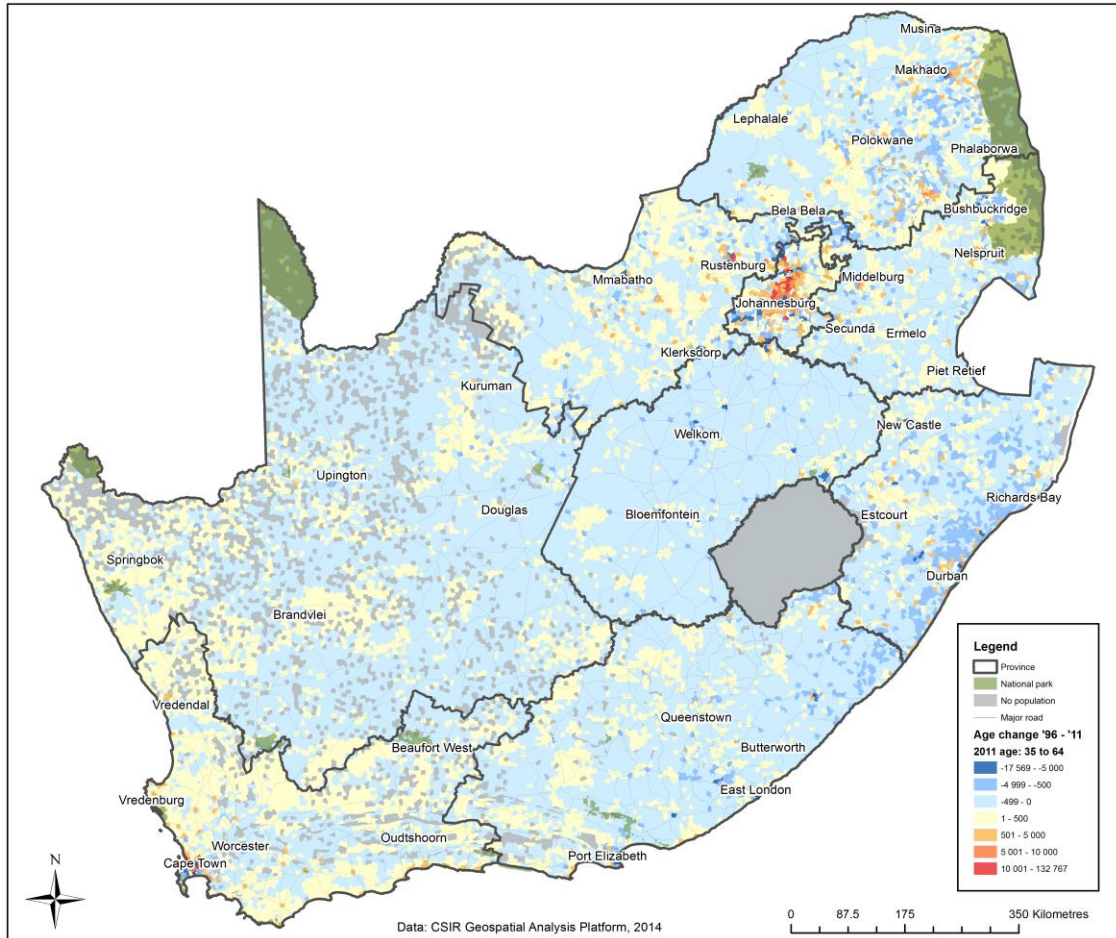 Musina
Makhado
Lephalale
Polokwane
Phalaborwa
Bela Bela
Bushbuckridge
Nelspruit
Rustenburg
Middelburg
Mmabatho
Johannesburg
Secunda
Ermelo
Klerksdorp
Piet Retief
Kuruman
New Castle
Welkom
Upington
Richards Bay
Douglas
Bloemfontein
Estcourt
Springbok
Durban
Brandvlei
Vredendal
Queenstown
Beaufort West
Butterworth
East London
Vredenburg
Oudtshoorn
Worcester
Port Elizabeth
Cape Town
Legend
Province
National park
No population
Major road
Age change '96 - '11
2011 age: 35 to 64
-17 569 - -5 000
-4 999 - -500
-499 - 0
1 - 500
501 - 5 000
5 001 - 10 000
10 001 - 132 767
N
0 87.5 175 350 Kilometres
Data: CSIR Geospatial Analysis Platform, 2014